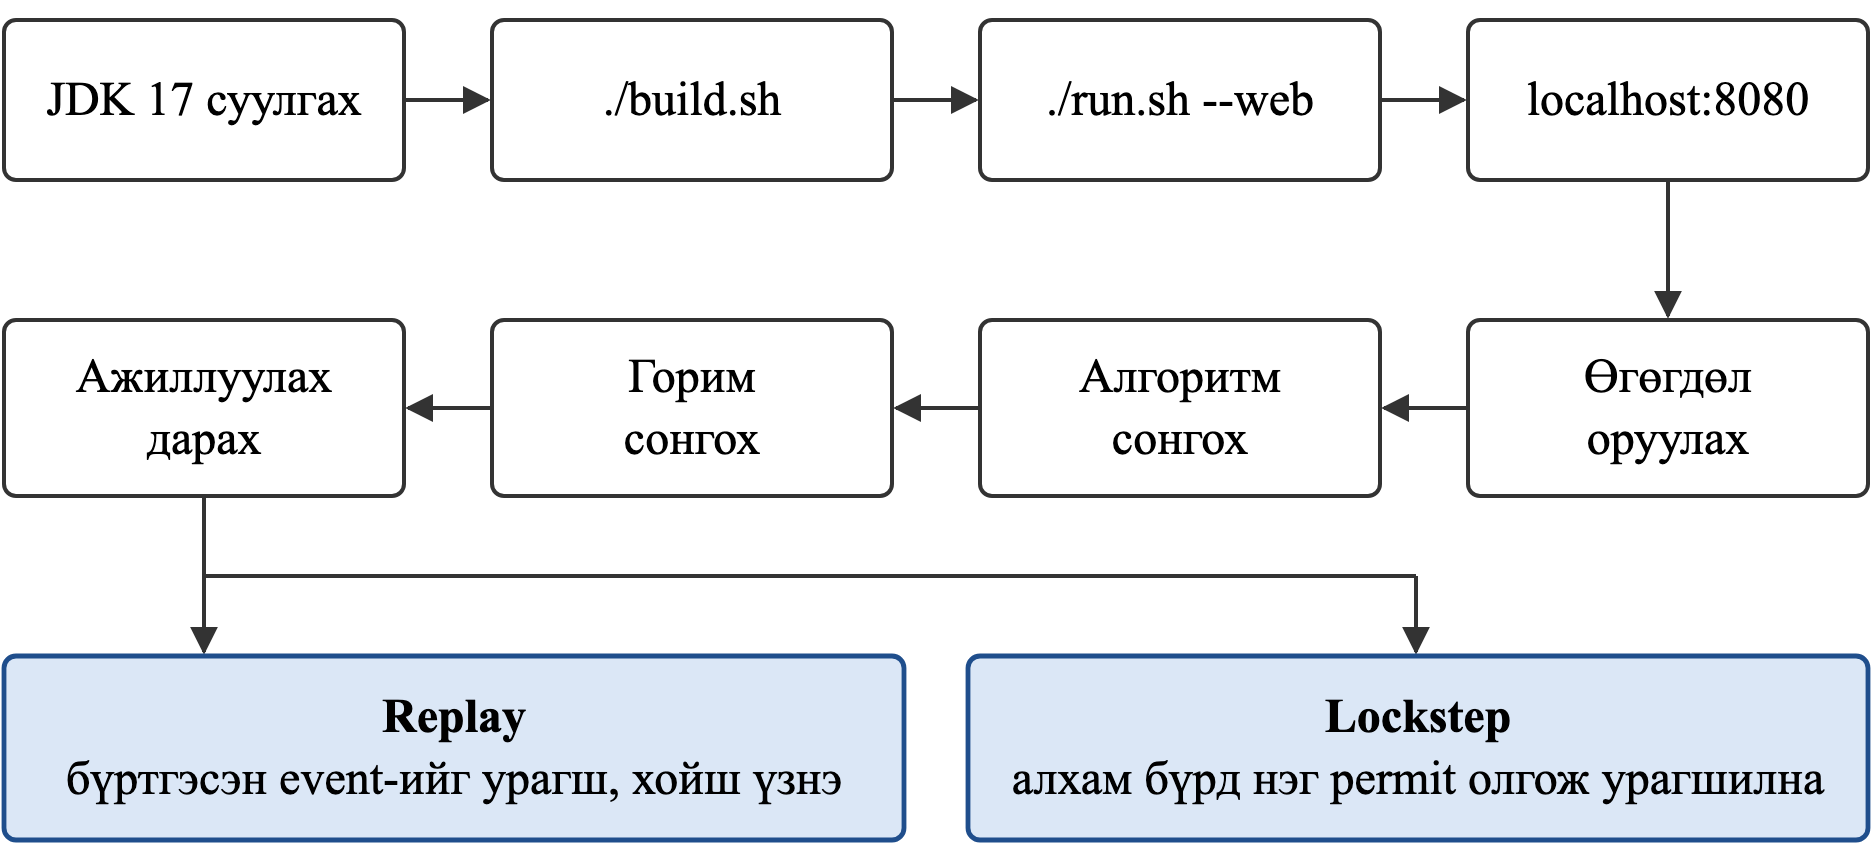 JDK 17 суулгах
./build.sh
./run.sh --web
localhost:8080
Өгөгдөл
оруулах
Алгоритм
сонгох
Горим
сонгох
Ажиллуулах
дарах
Replay
бүртгэсэн event-ийг урагш, хойш үзнэ
Lockstep
алхам бүрд нэг permit олгож урагшилна